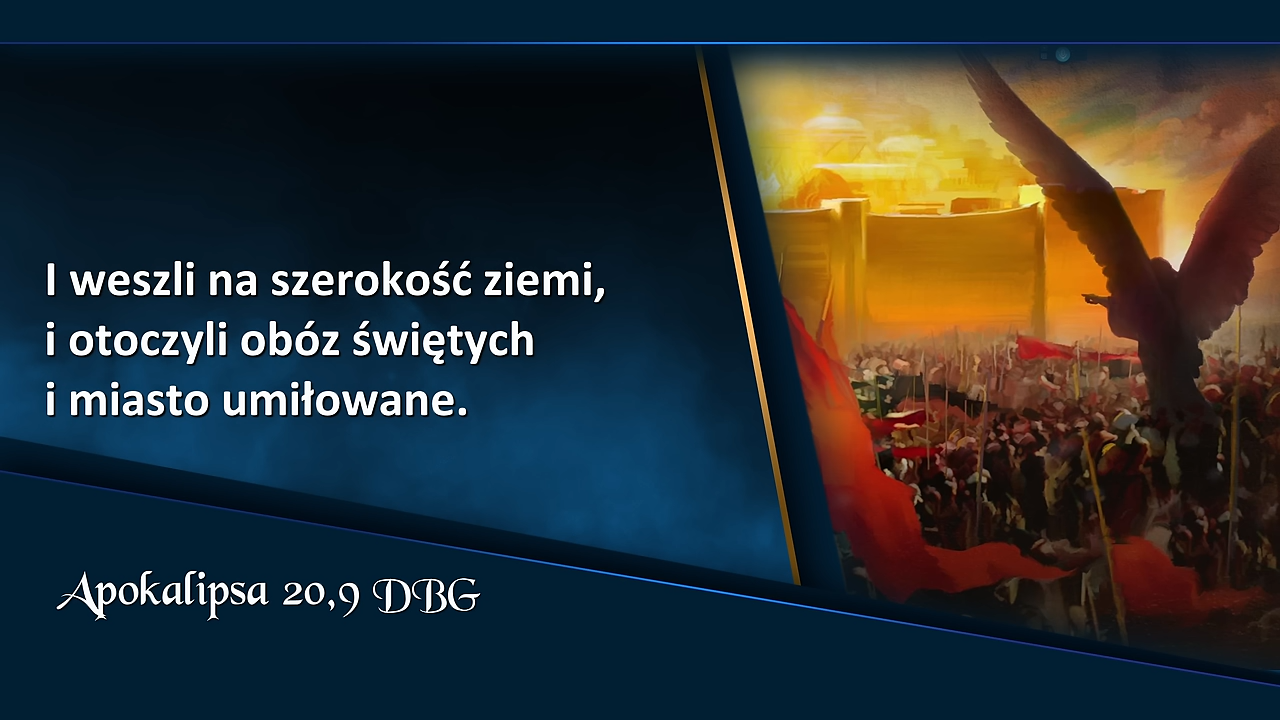 I weszli na szerokość ziemi,
i otoczyli obóz świętych
i miasto umiłowane.
Apokalipsa 20,9 DBG